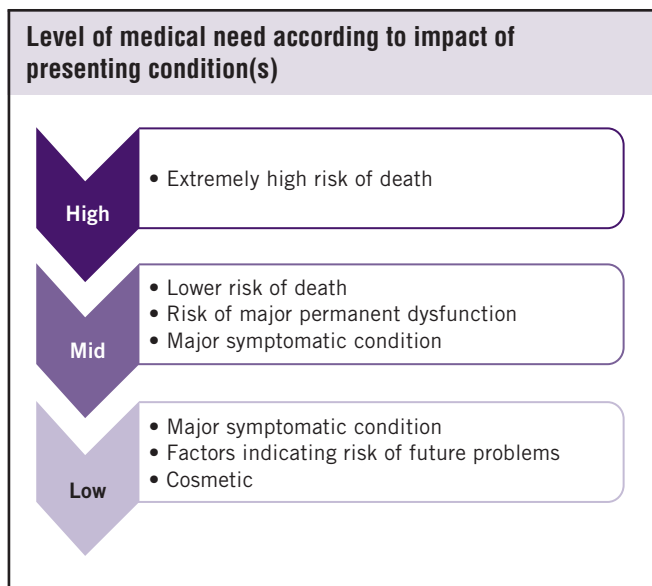 Level of medical need according to impact of
presenting condition(s)
High
• Extremely high risk of death
Mid
• Lower risk of death
• Risk of major permanent dysfunction
• Major symptomatic condition
Low
• Major symptomatic condition
• Factors indicating risk of future problems
• Cosmetic